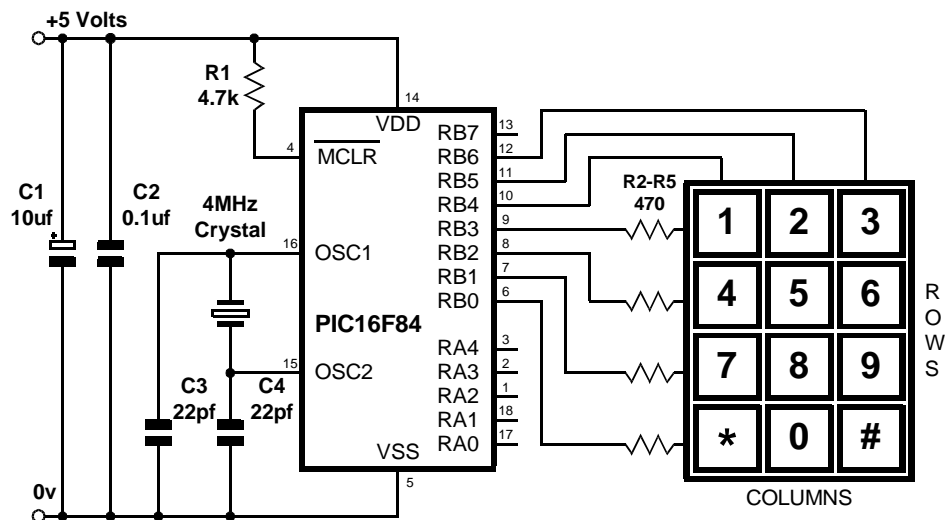 +5 Volts
R1
4.7k
14
VDD
RB7
13
4
MCLR
RB6
12
RB5
11
RB4
10
RB3
9
RB2
8
RB1
7
RB0
6
C1
10uf
+
C2
0.1uf
4MHz
Crystal
16
OSC1
PIC16F84
15
OSC2
RA4
3
RA3
2
RA2
1
RA1
18
RA0
17
C3
22pf
C4
22pf
VSS
5
0v
R2-R5
470
1 2 3
4 5 6
7 8 9
* 0 #
ROWS
COLUMNS